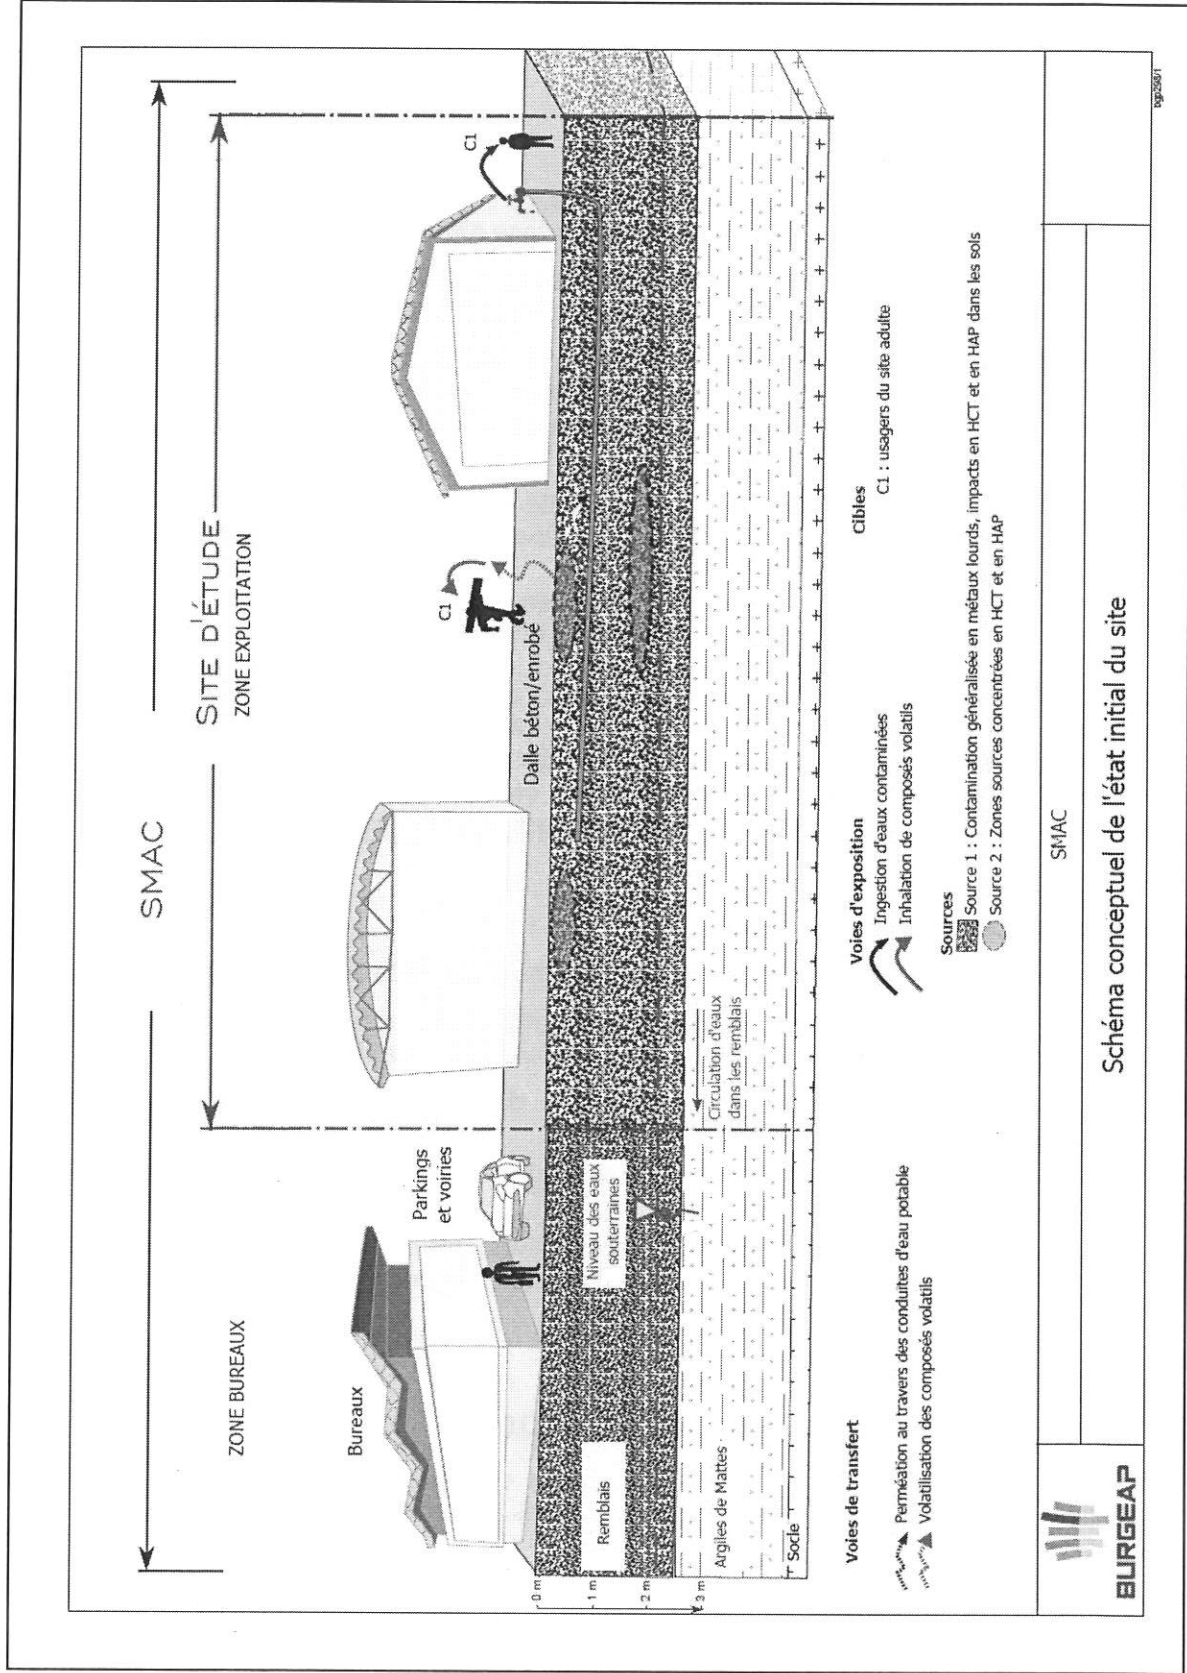 SMAC
SITE D'ÉTUDE
ZONE EXPLOITATION
ZONE BUREAUX
Bureaux
Parkings
et voiries
Dalle béton/enrobé
C1
C1
0 m
1 m
2 m
3 m
Remblais
Niveau des eaux
souterraines
Circulation d'eaux
dans les remblais
Argiles de Mattes
Socle
Voies de transfert
Perméation au travers des conduites d'eau potable
Volatilisation des composés volatils
Voies d'exposition
Ingestion d'eaux contaminées
Inhalation de composés volatils
Cibles
C1 : usagers du site adulte
Sources
Source 1 : Contamination généralisée en métaux lourds, impacts en HCT et en HAP dans les sols
Source 2 : Zones sources concentrées en HCT et en HAP
BURGEAP
SMAC
Schéma conceptuel de l'état initial du site